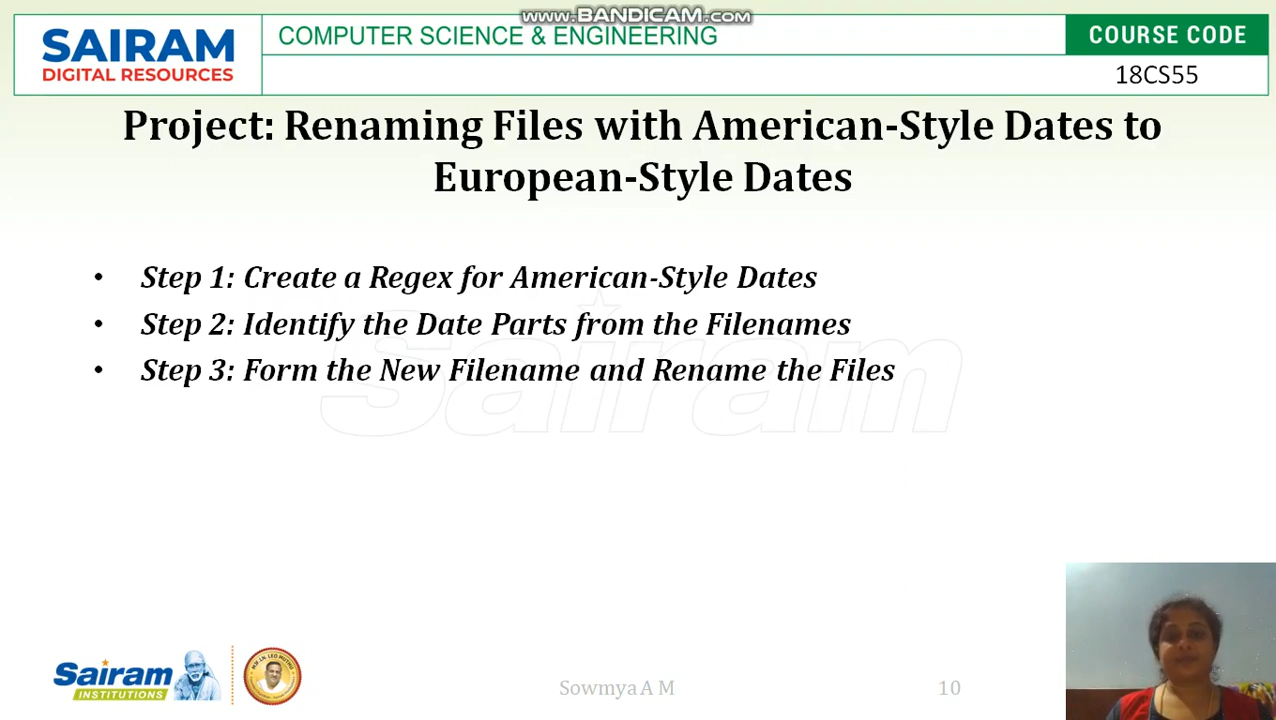 www.BANDICAM.com
SAIRAM
DIGITAL RESOURCES
COMPUTER SCIENCE & ENGINEERING
COURSE CODE
18CS55
Project: Renaming Files with American-Style Dates to
European-Style Dates
• Step 1: Create a Regex for American-Style Dates
• Step 2: Identify the Date Parts from the Filenames
• Step 3: Form the New Filename and Rename the Files
Sairam
Sairam
INSTITUTIONS
Sowmya A M
10